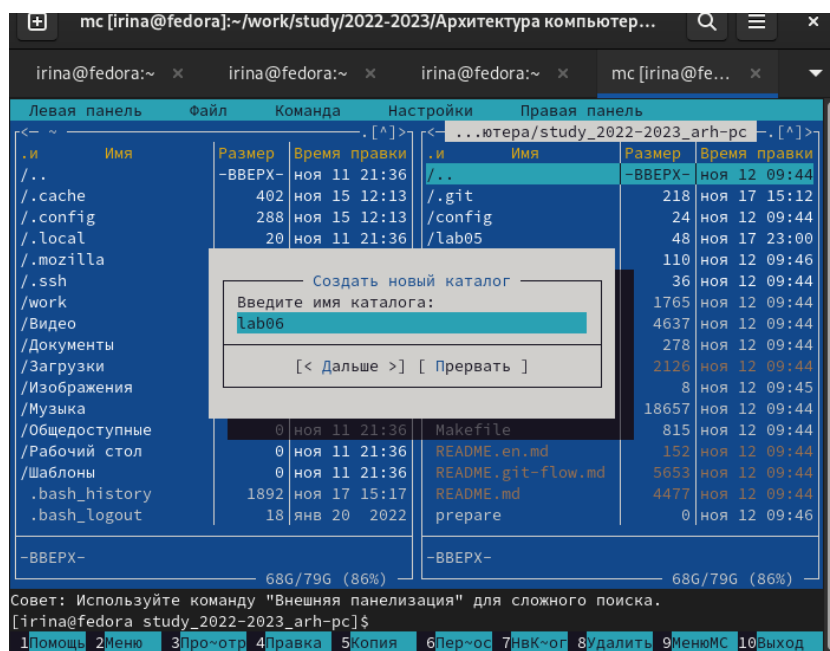 mc [irina@fedora]:~/work/study/2022-2023/Архитектура компьютер...
irina@fedora:~ × irina@fedora:~ × irina@fedora:~ × mc [irina@fe... ×
Левая панель Файл Команда Настройки Правая панель
<— ~ .[^]> <— ...ютера/study_2022-2023_arh-pc .[^]>
.и Имя Размер Время правки .и Имя Размер Время правки
/.. -ВВЕРХ- ноя 11 21:36 /.. -ВВЕРХ- ноя 12 09:44
/.cache 402 ноя 15 12:13 /.git 218 ноя 17 15:12
/.config 288 ноя 15 12:13 /config 24 ноя 12 09:44
/.local 20 ноя 11 21:36 /lab05 48 ноя 17 23:00
/.mozilla 110 ноя 12 09:46
/.ssh Создать новый каталог 36 ноя 12 09:44
/work Введите имя каталога: 1765 ноя 12 09:44
/Видео lab06 4637 ноя 12 09:44
/Документы 278 ноя 12 09:44
/Загрузки [< Дальше >] [ Прервать ] 2126 ноя 12 09:44
/Изображения 8 ноя 12 09:45
/Музыка 18657 ноя 12 09:44
/Общедоступные 0 ноя 11 21:36 Makefile 815 ноя 12 09:44
/Рабочий стол 0 ноя 11 21:36 README.en.md 152 ноя 12 09:44
/Шаблоны 0 ноя 11 21:36 README.git-flow.md 5653 ноя 12 09:44
.bash_history 1892 ноя 17 15:17 README.md 4477 ноя 12 09:44
.bash_logout 18 янв 20 2022 prepare 0 ноя 12 09:46
-ВВЕРХ- -ВВЕРХ-
68G/79G (86%) 68G/79G (86%)
Совет: Используйте команду "Внешняя панелизация" для сложного поиска.
[irina@fedora study_2022-2023_arh-pc]$
1Помощь 2Меню 3Про~отр 4Правка 5Копия 6Пер~ос 7НвК~ог 8Удалить 9МенюMC 10Выход